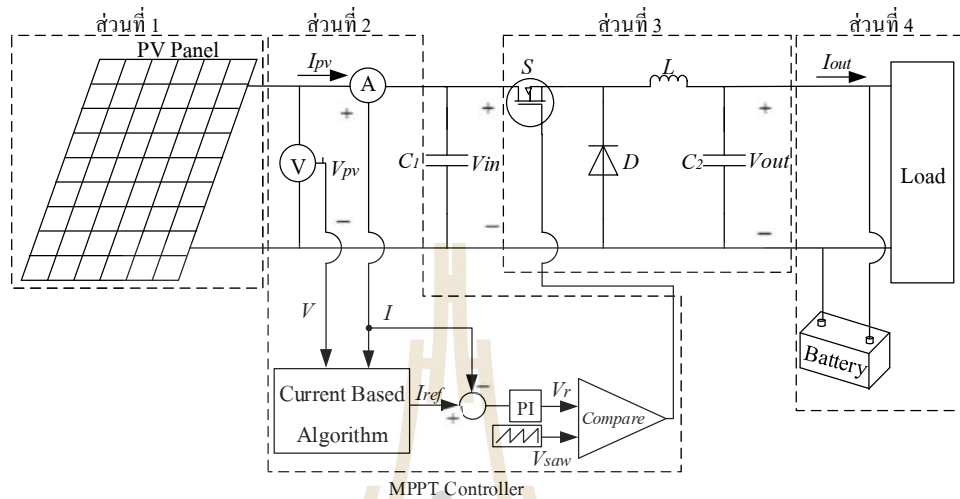 ส่วนที่ 1
ส่วนที่ 2
ส่วนที่ 3
ส่วนที่ 4
PV Panel
Ipv
A
S
L
Iout
+
+
+
V
Vpv
C1
Vin
D
C2
Vout
Load
−
−
−
V
I
Battery
Current Based
Algorithm
Iref
−
+
PI
Vr
Compare
Vsaw
MPPT Controller